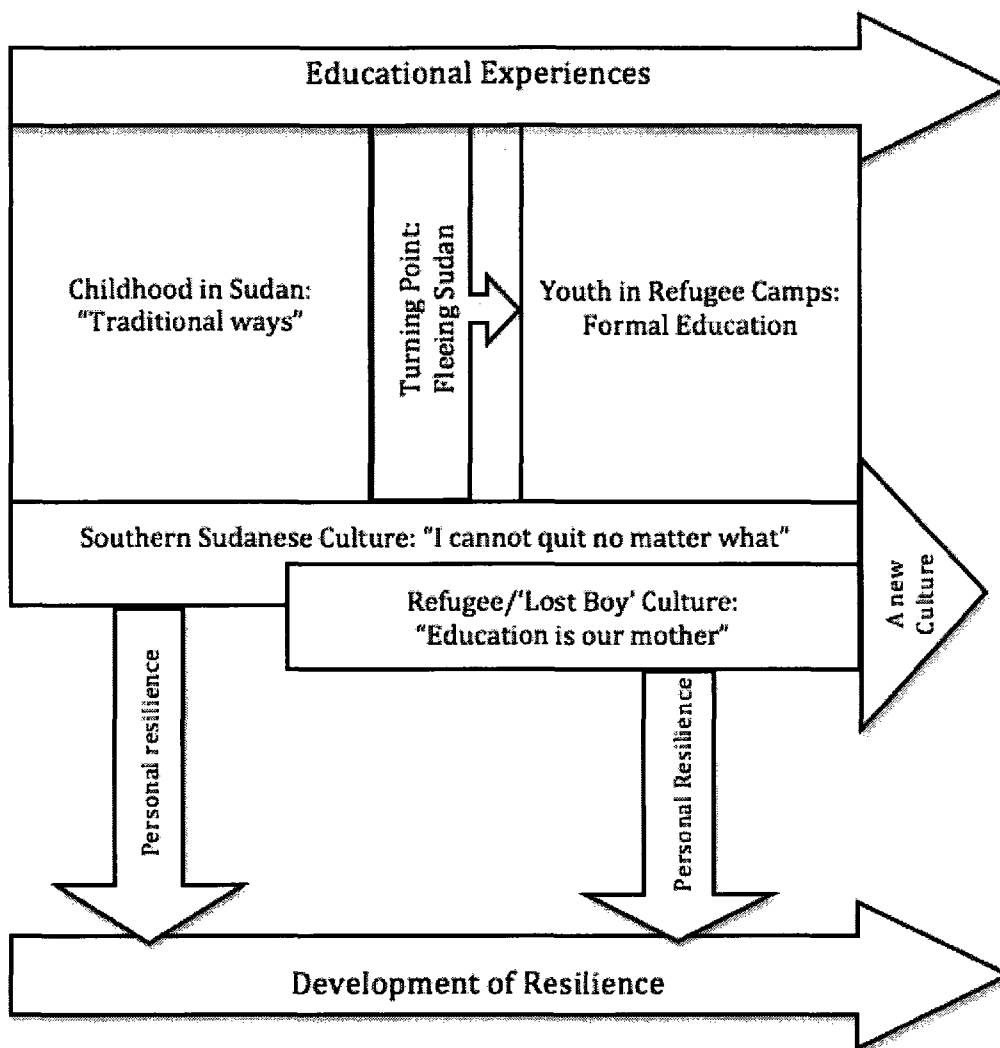 Educational Experiences
Childhood in Sudan:
"Traditional ways"
Turning Point:
Fleeing Sudan
Youth in Refugee Camps:
Formal Education
Southern Sudanese Culture: "I cannot quit no matter what"
Refugee/'Lost Boy' Culture:
"Education is our mother"
A new
Culture
Personal resilience
Personal Resilience
Development of Resilience